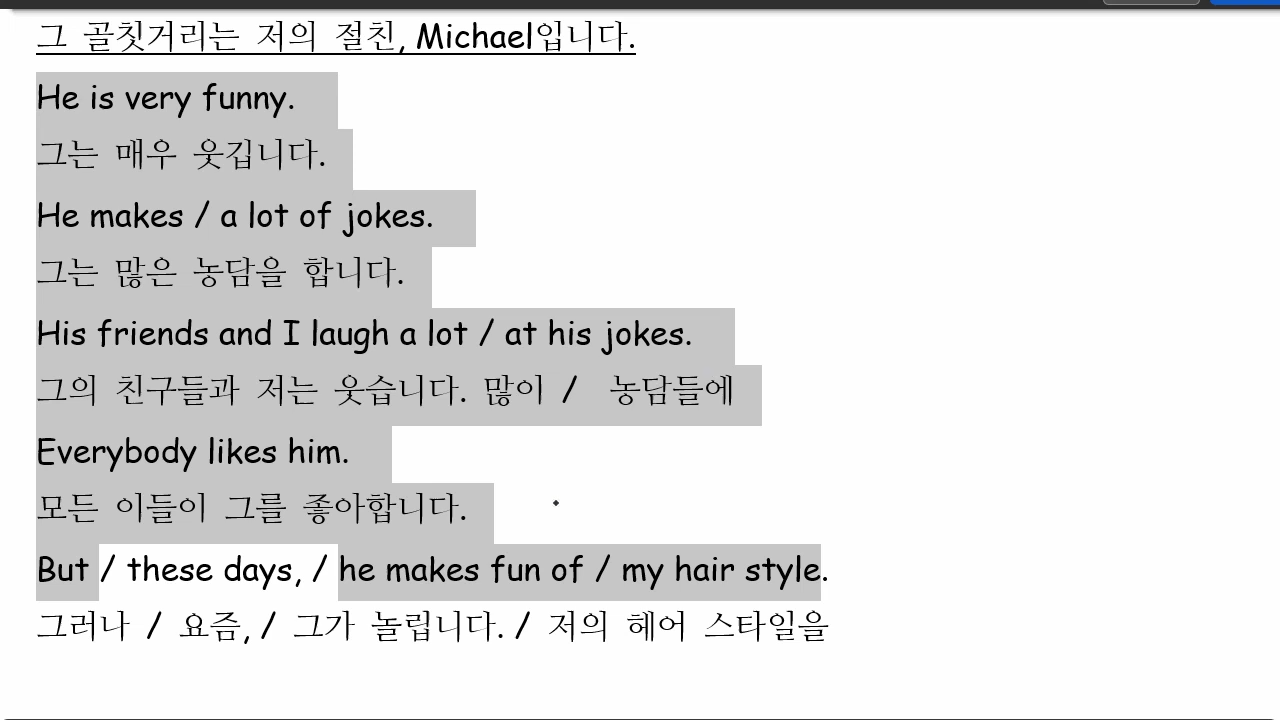 그 골칫거리는 저의 절친, Michael입니다.
He is very funny.
그는 매우 웃깁니다.
He makes / a lot of jokes.
그는 많은 농담을 합니다.
His friends and I laugh a lot / at his jokes.
그의 친구들과 저는 웃습니다. 많이 / 농담들에
Everybody likes him.
모든 이들이 그를 좋아합니다.
But / these days, / he makes fun of / my hair style.
그러나 / 요즘, / 그가 놀립니다. / 저의 헤어 스타일을